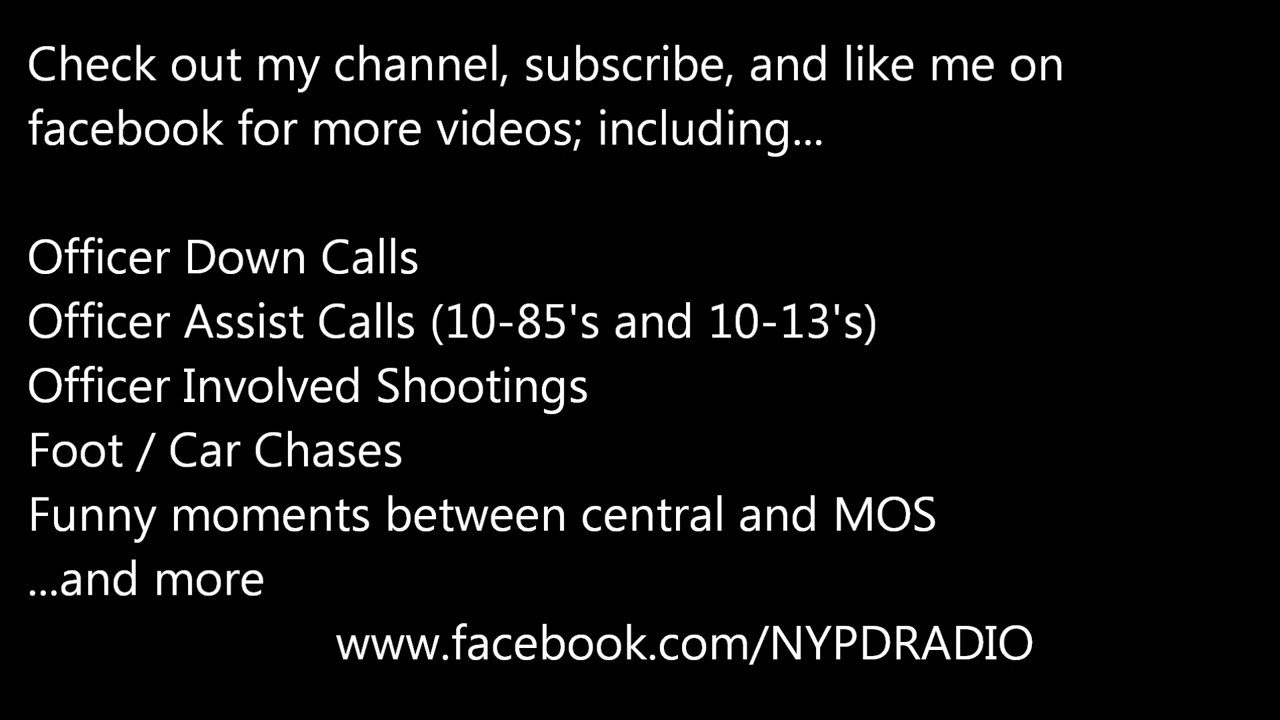 Check out my channel, subscribe, and like me on
facebook for more videos; including...
Officer Down Calls
Officer Assist Calls (10-85's and 10-13's)
Officer Involved Shootings
Foot / Car Chases
Funny moments between central and MOS
...and more
www.facebook.com/NYPDRADIO